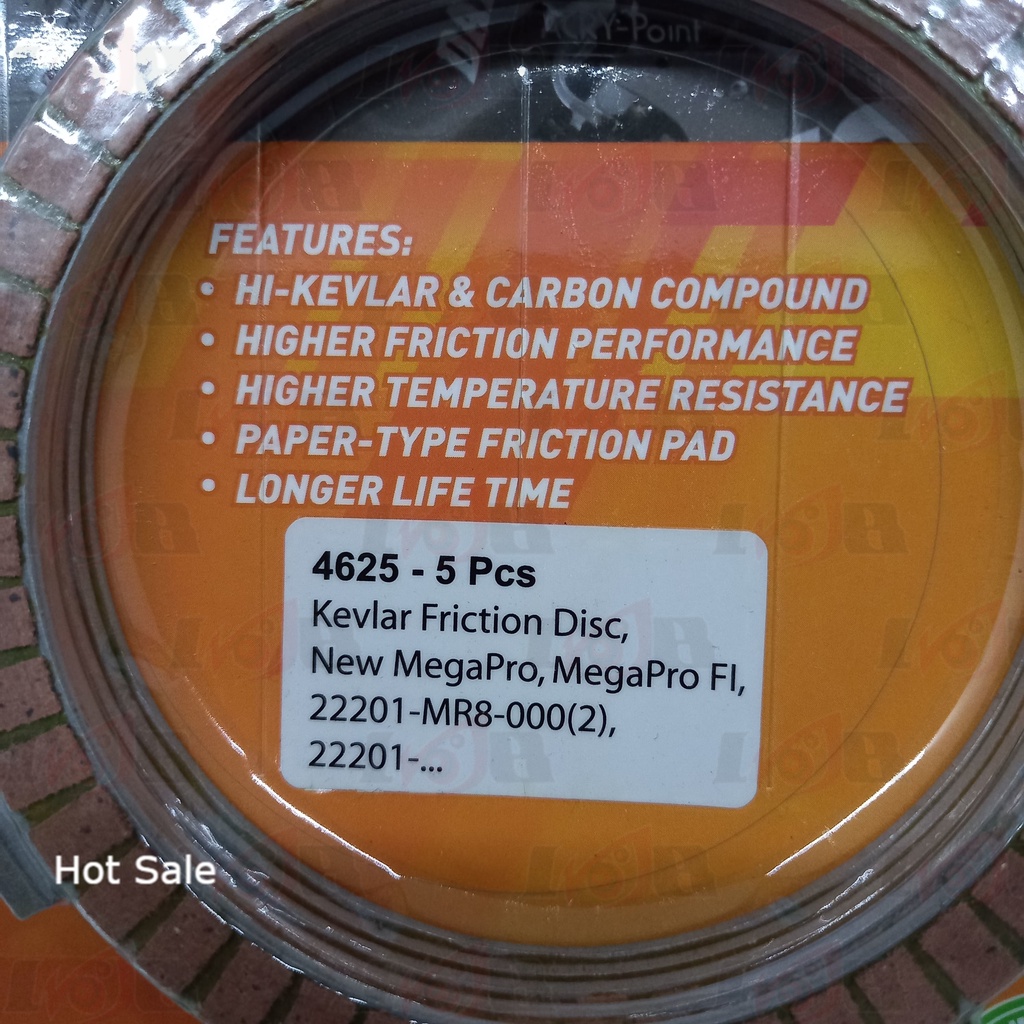 FEATURES:
• HI-KEVLAR & CARBON COMPOUND
• HIGHER FRICTION PERFORMANCE
• HIGHER TEMPERATURE RESISTANCE
• PAPER-TYPE FRICTION PAD
• LONGER LIFE TIME
4625 - 5 Pcs
Kevlar Friction Disc,
New MegaPro, MegaPro FI,
22201-MR8-000(2),
22201-...
Hot Sale